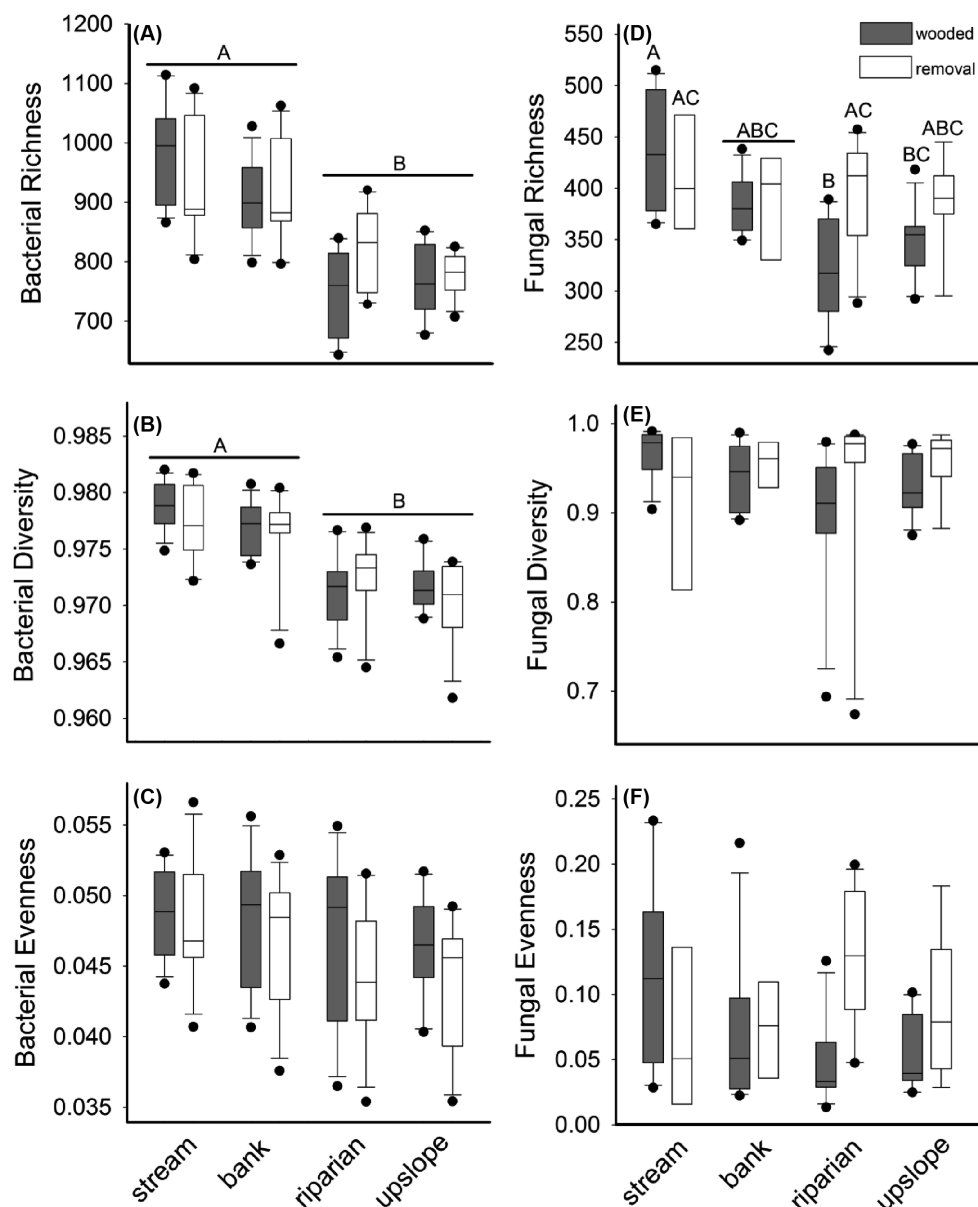 (A)
Bacterial Richness
1200
1100
1000
900
800
700
A
B
(D)
Fungal Richness
550
500
450
400
350
300
250
wooded
removal
A
AC
ABC
B
AC
BC
ABC
(B)
Bacterial Diversity
0.985
0.980
0.975
0.970
0.965
0.960
A
B
(E)
Fungal Diversity
1.0
0.9
0.8
0.7
(C)
Bacterial Evenness
0.055
0.050
0.045
0.040
0.035
stream
bank
riparian
upslope
(F)
Fungal Evenness
0.25
0.20
0.15
0.10
0.05
0.00
stream
bank
riparian
upslope